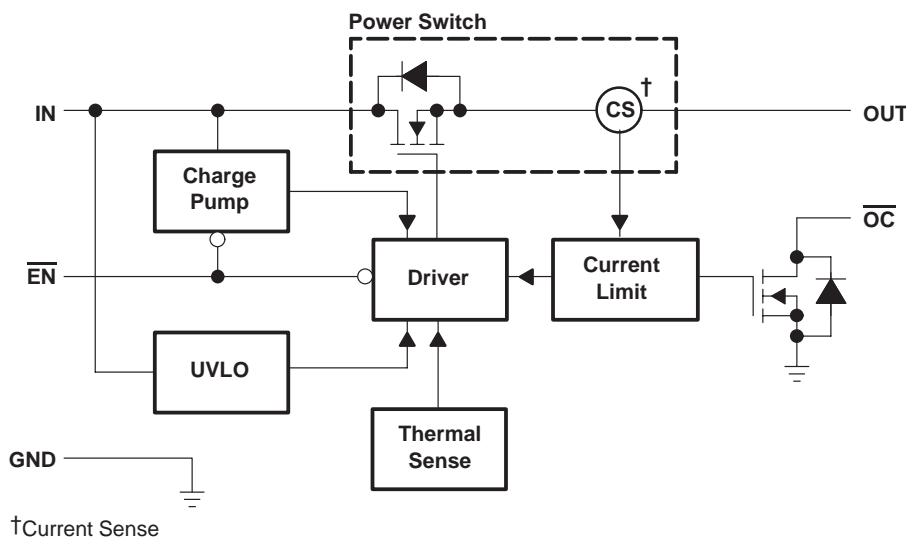 Power Switch
†
IN
CS
OUT
Charge
Pump
OC
EN
Driver
Current
Limit
UVLO
Thermal
Sense
GND
†Current Sense